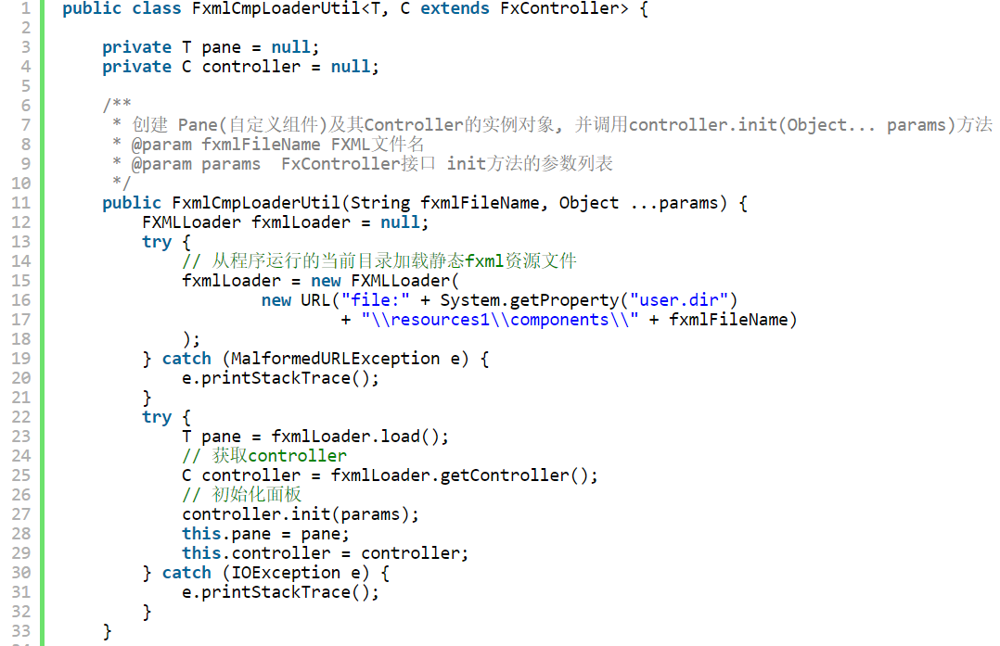 1 public class FxmlCmpLoaderUtil<T, C extends FxController> {
2
3     private T pane = null;
4     private C controller = null;
5
6     /**
7      * 创建 Pane(自定义组件)及其Controller的实例对象, 并调用controller.init(Object... params)方法
8      * @param fxmlFileName FXML文件名
9      * @param params  FxController接口 init方法的参数列表
10      */
11     public FxmlCmpLoaderUtil(String fxmlFileName, Object ...params) {
12         FXMLLoader fxmlLoader = null;
13         try {
14             // 从程序运行的当前目录加载静态fxml资源文件
15             fxmlLoader = new FXMLLoader(
16                     new URL("file:" + System.getProperty("user.dir")
17                             + "\\resources1\\components\\" + fxmlFileName)
18             );
19         } catch (MalformedURLException e) {
20             e.printStackTrace();
21         }
22         try {
23             T pane = fxmlLoader.load();
24             // 获取controller
25             C controller = fxmlLoader.getController();
26             // 初始化面板
27             controller.init(params);
28             this.pane = pane;
29             this.controller = controller;
30         } catch (IOException e) {
31             e.printStackTrace();
32         }
33     }